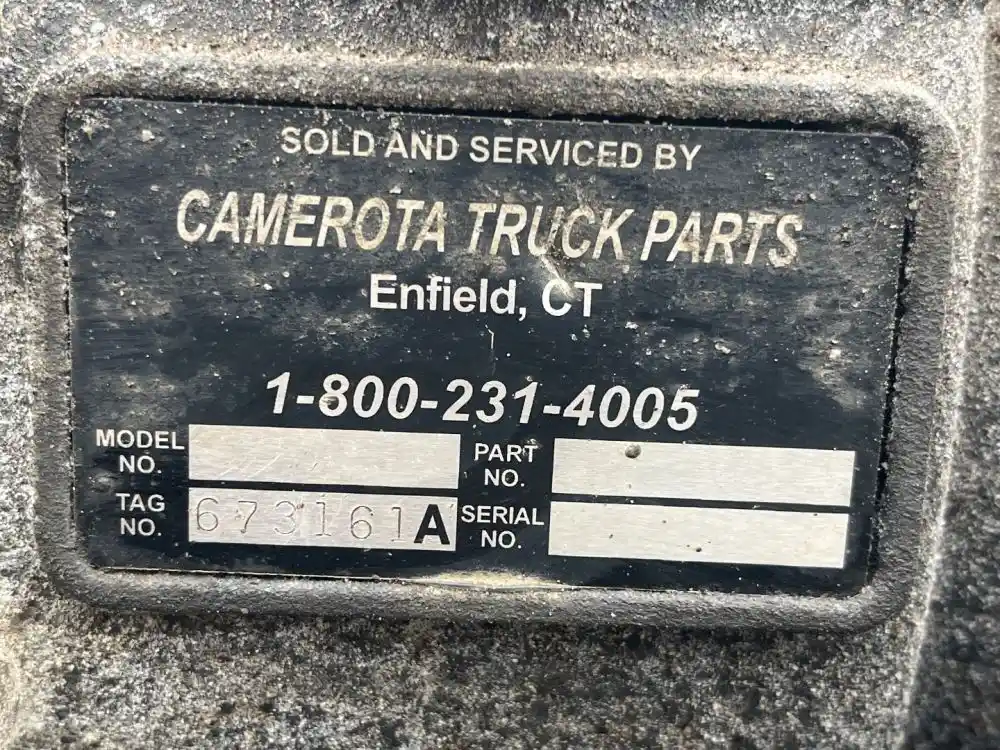 SOLD AND SERVICED BY
CAMEROTA TRUCK PARTS
Enfield, CT
1-800-231-4005
MODEL NO.
PART NO.
TAG NO. 673161A
SERIAL NO.